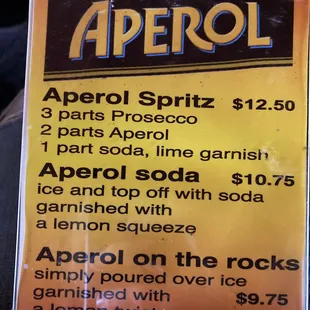 APEROL
Aperol Spritz $12.50
3 parts Prosecco
2 parts Aperol
1 part soda, lime garnish
Aperol soda $10.75
ice and top off with soda
garnished with
a lemon squeeze
Aperol on the rocks
simply poured over ice
garnished with $9.75
a lemon twist